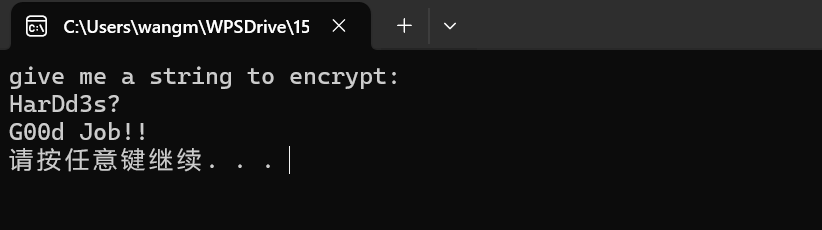 C:\Users\wangm\WPSDrive\15
give me a string to encrypt:
HarDd3s?
G00d Job!!
请按任意键继续. . .